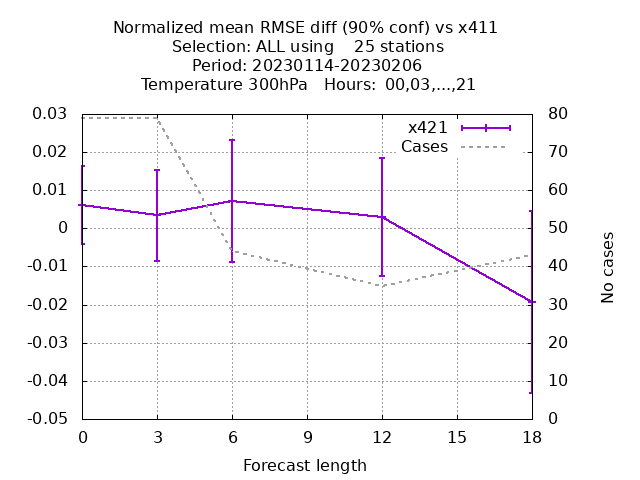 Normalized mean RMSE diff (90% conf) vs x411
Selection: ALL using    25 stations
Period: 20230114-20230206
Temperature 300hPa   Hours: 00,03,...,21
x421
Cases
0.03
0.02
0.01
0
-0.01
-0.02
-0.03
-0.04
-0.05
80
70
60
50
40
30
20
10
0
No cases
0 3 6 9 12 15 18
Forecast length